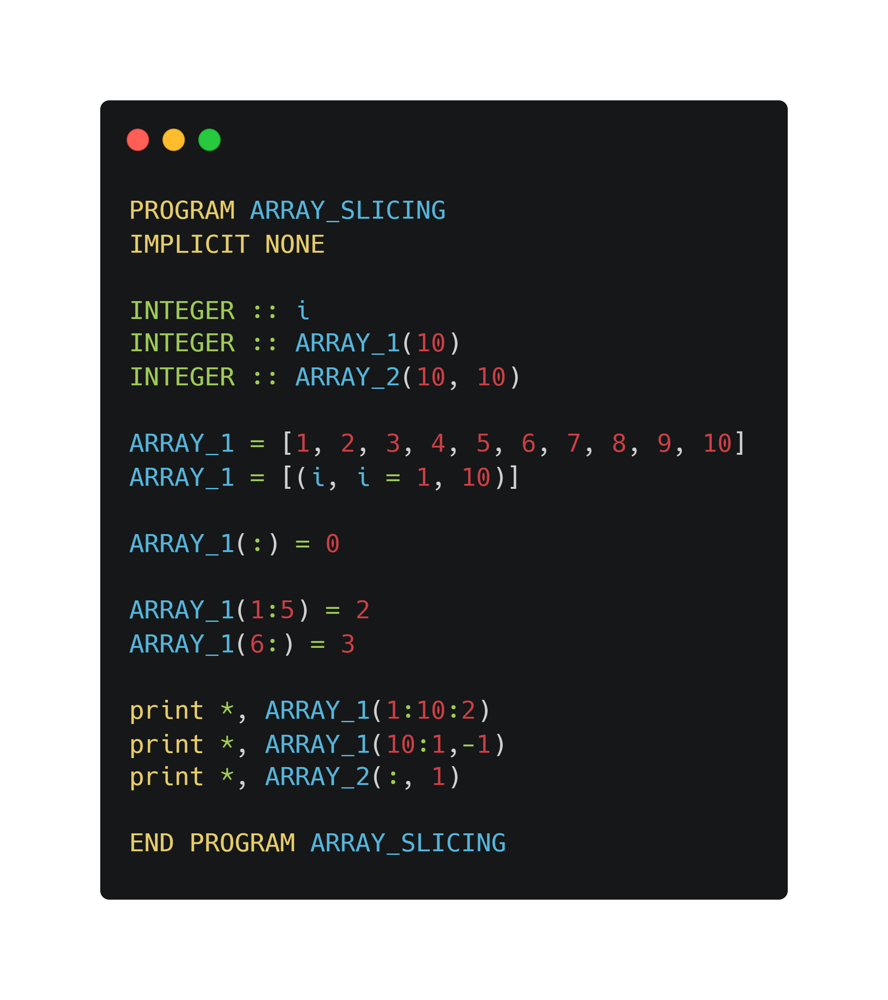 PROGRAM ARRAY_SLICING
IMPLICIT NONE
INTEGER :: i
INTEGER :: ARRAY_1(10)
INTEGER :: ARRAY_2(10, 10)
ARRAY_1 = [1, 2, 3, 4, 5, 6, 7, 8, 9, 10]
ARRAY_1 = [(i, i = 1, 10)]
ARRAY_1(:) = 0
ARRAY_1(1:5) = 2
ARRAY_1(6:) = 3
print *, ARRAY_1(1:10:2)
print *, ARRAY_1(10:1,-1)
print *, ARRAY_2(:, 1)
END PROGRAM ARRAY_SLICING